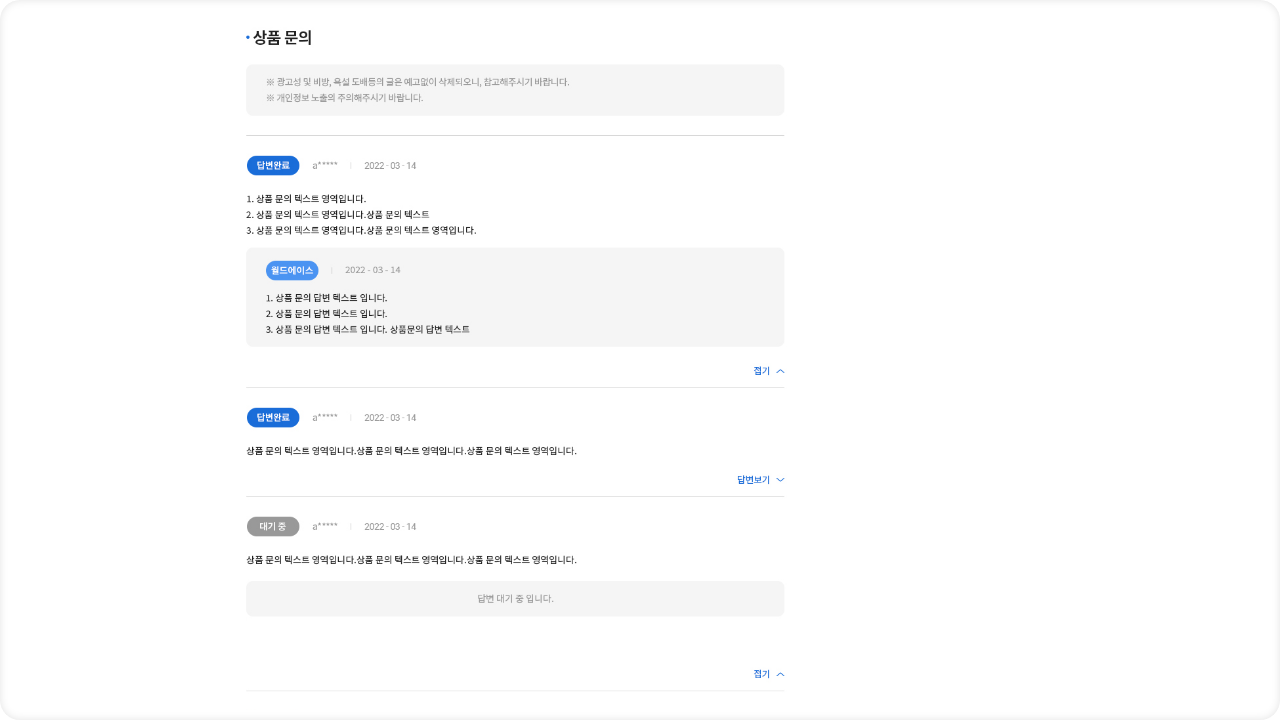 · 상품 문의
※ 광고성 및 비방, 욕설 도배등의 글은 예고없이 삭제되오니, 참고해주시기 바랍니다.
※ 개인정보 노출의 주의해주시기 바랍니다.
답변완료 a***** | 2022 - 03 - 14
1. 상품 문의 텍스트 영역입니다.
2. 상품 문의 텍스트 영역입니다.상품 문의 텍스트
3. 상품 문의 텍스트 영역입니다.상품 문의 텍스트 영역입니다.
월드에이스 | 2022 - 03 - 14
1. 상품 문의 답변 텍스트 입니다.
2. 상품 문의 답변 텍스트 입니다.
3. 상품 문의 답변 텍스트 입니다. 상품문의 답변 텍스트
접기
답변완료 a***** | 2022 - 03 - 14
상품 문의 텍스트 영역입니다.상품 문의 텍스트 영역입니다.상품 문의 텍스트 영역입니다.
답변보기
대기 중 a***** | 2022 - 03 - 14
상품 문의 텍스트 영역입니다.상품 문의 텍스트 영역입니다.상품 문의 텍스트 영역입니다.
답변 대기 중 입니다.
접기